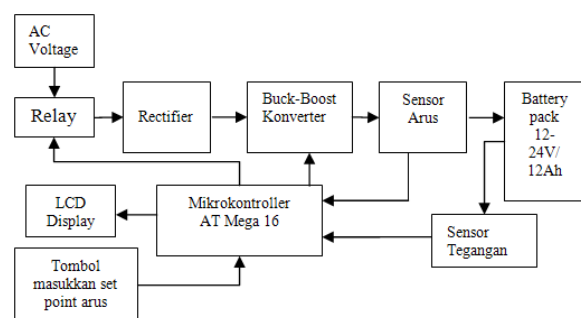 AC
Voltage
Relay
Rectifier
Buck-Boost
Konverter
Sensor
Arus
Battery
pack
12-
24V/
12Ah
LCD
Display
Mikrokontroller
AT Mega 16
Sensor
Tegangan
Tombol
masukkan set
point arus